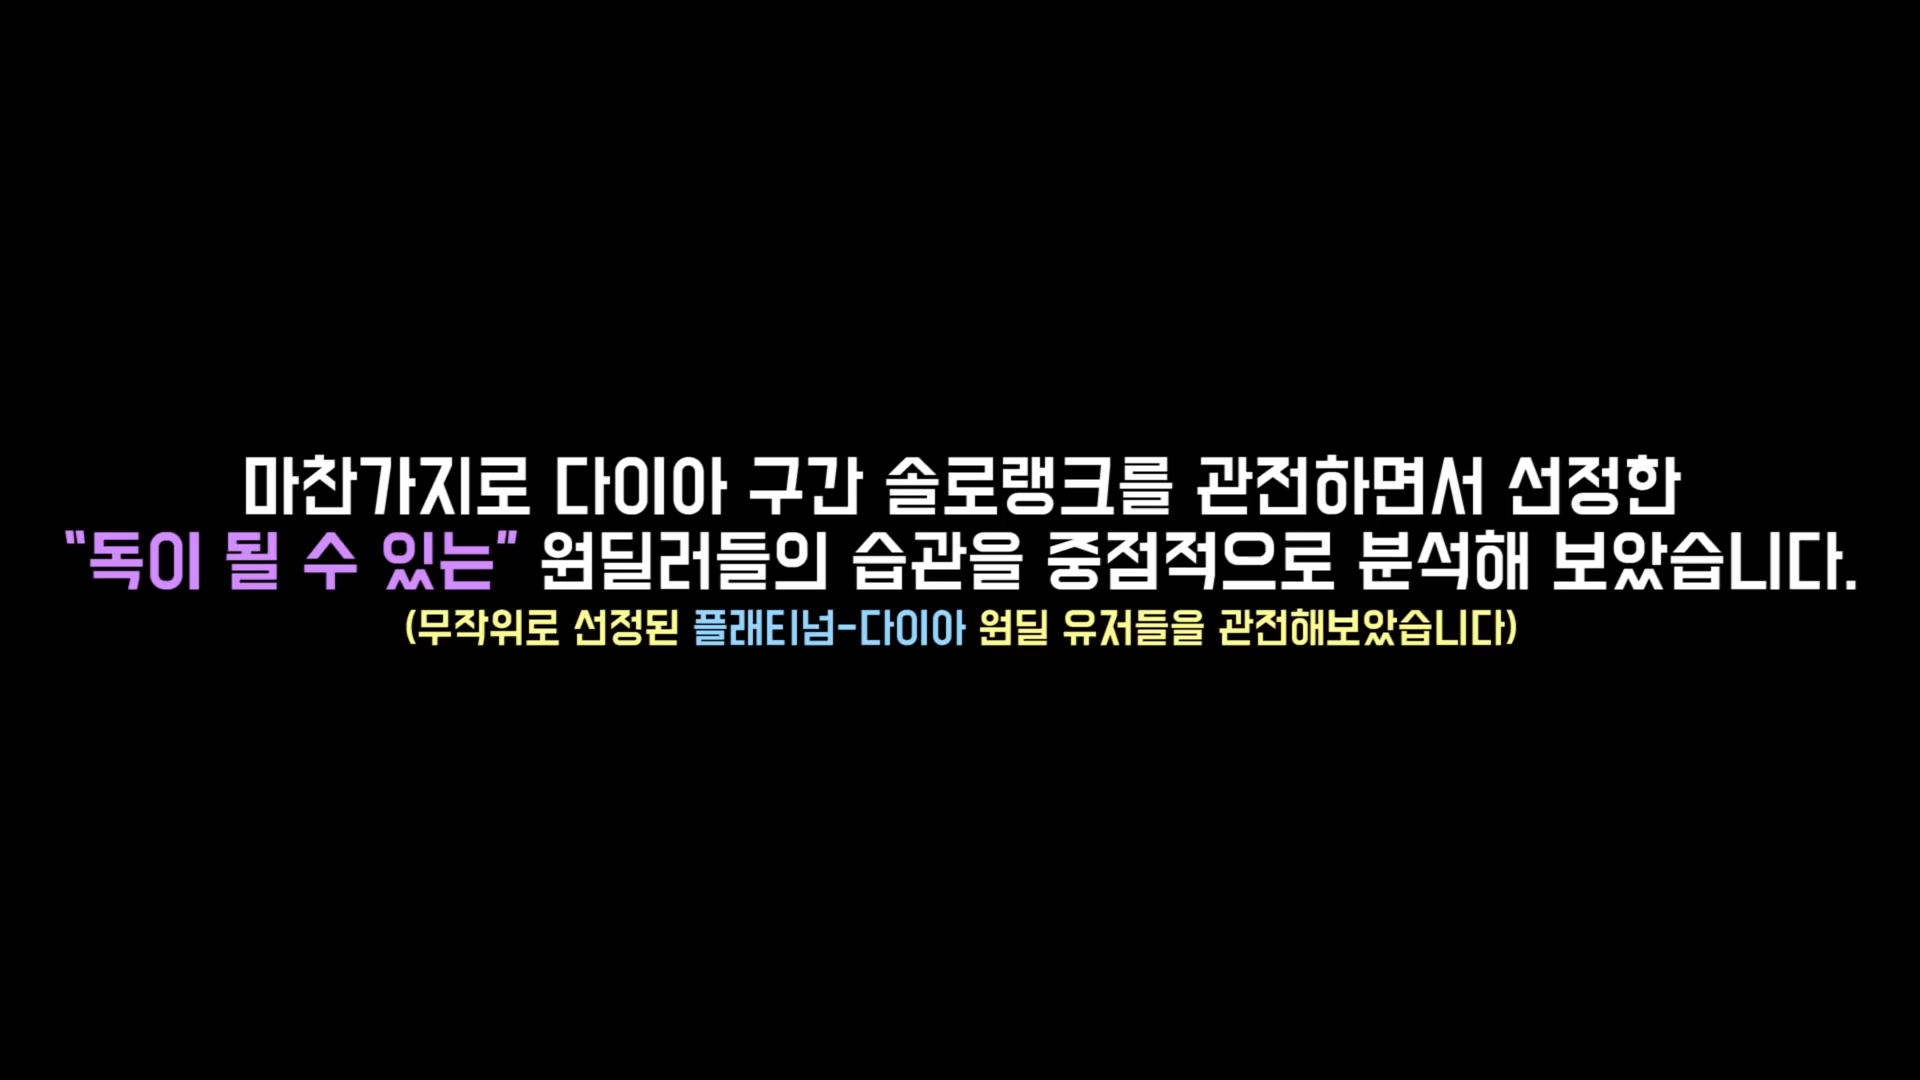 마찬가지로 다이아 구간 솔로랭크를 관전하면서 선정한
"독이 될 수 있는" 원딜러들의 습관을 중점적으로 분석해 보았습니다.
(무작위로 선정된 플래티넘-다이아 원딜 유저들을 관전해보았습니다)